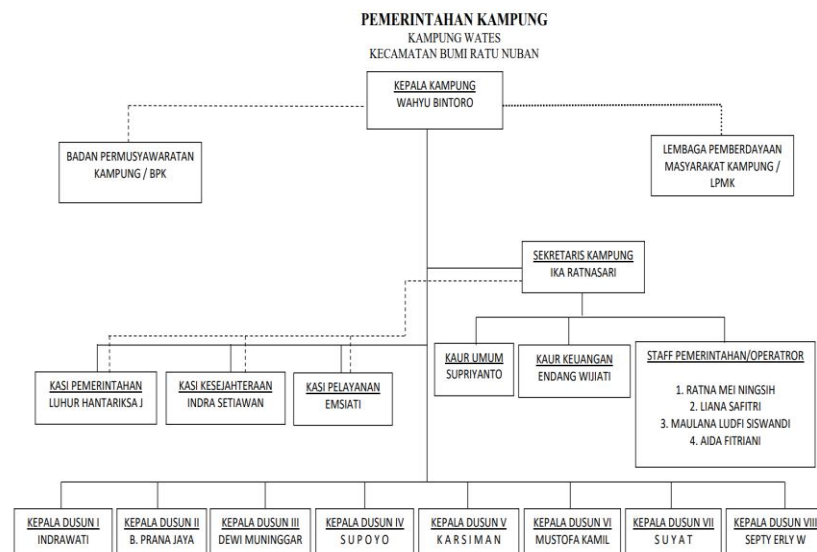 PEMERINTAHAN KAMPUNG
KAMPUNG WATES
KECAMATAN BUMI RATU NUBAN
KEPALA KAMPUNG
WAHYU BINTORO
BADAN PERMUSYAWARATAN
KAMPUNG / BPK
LEMBAGA PEMBERDAYAAN
MASYARAKAT KAMPUNG /
LPMK
SEKRETARIS KAMPUNG
IKA RATNASARI
KASI PEMERINTAHAN
LUHUR HANTARIKSA J
KASI KESEJAHTERAAN
INDRA SETIAWAN
KASI PELAYANAN
EMSIATI
KAUR UMUM
SUPRIYANTO
KAUR KEUANGAN
ENDANG WIJIATI
STAFF PEMERINTAHAN/OPERATROR
1. RATNA MEI NINGSIH
2. LIANA SAFITRI
3. MAULANA LUDFI SISWANDI
4. AIDA FITRIANI
KEPALA DUSUN I
INDRAWATI
KEPALA DUSUN II
B. PRANA JAYA
KEPALA DUSUN III
DEWI MUNINGGAR
KEPALA DUSUN IV
S U P O Y O
KEPALA DUSUN V
K A R S I M A N
KEPALA DUSUN VI
MUSTOFA KAMIL
KEPALA DUSUN VII
S U Y A T
KEPALA DUSUN VIII
SEPTY ERLY W